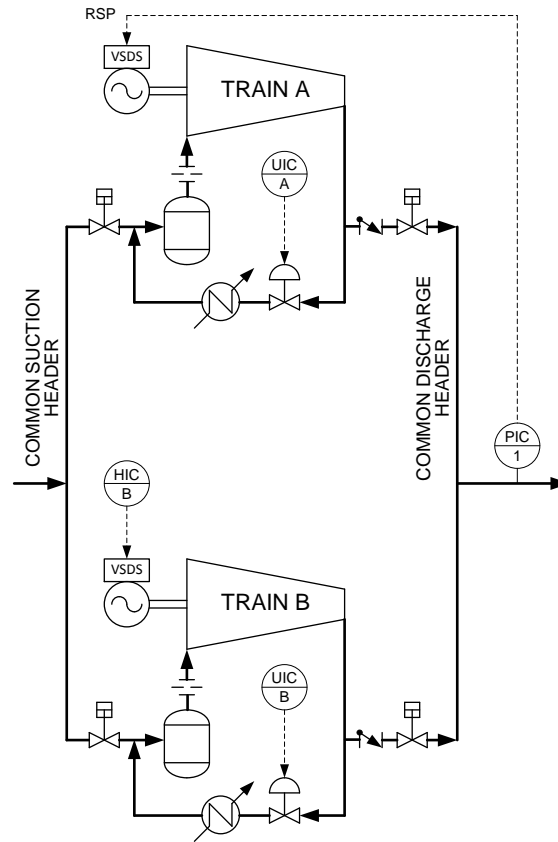 RSP
VSDS
TRAIN A
UIC
A
COMMON SUCTION
HEADER
COMMON DISCHARGE
HEADER
PIC
1
HIC
B
VSDS
TRAIN B
UIC
B